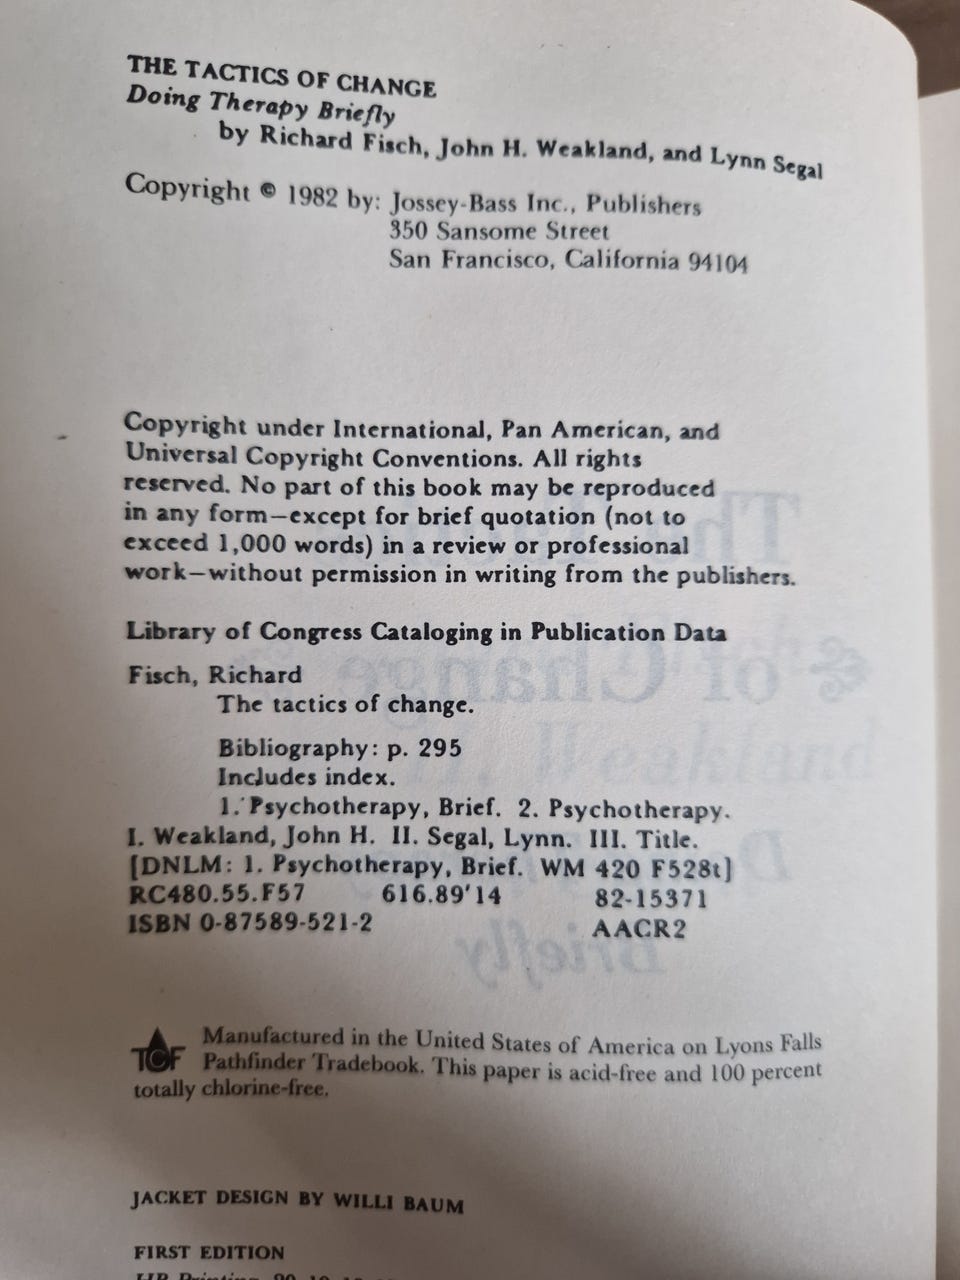 THE TACTICS OF CHANGE
Doing Therapy Briefly
by Richard Fisch, John H. Weakland, and Lynn Segal
Copyright © 1982 by: Jossey-Bass Inc., Publishers
350 Sansome Street
San Francisco, California 94104
Copyright under International, Pan American, and
Universal Copyright Conventions. All rights
reserved. No part of this book may be reproduced
in any form—except for brief quotation (not to
exceed 1,000 words) in a review or professional
work—without permission in writing from the publishers.
Library of Congress Cataloging in Publication Data
Fisch, Richard
The tactics of change.
Bibliography: p. 295
Includes index.
1. Psychotherapy, Brief. 2. Psychotherapy.
I. Weakland, John H. II. Segal, Lynn. III. Title.
[DNLM: 1. Psychotherapy, Brief. WM 420 F528t]
RC480.55.F57 616.89'14 82-15371
ISBN 0-87589-521-2 AACR2
TCF Manufactured in the United States of America on Lyons Falls
Pathfinder Tradebook. This paper is acid-free and 100 percent
totally chlorine-free.
JACKET DESIGN BY WILLI BAUM
FIRST EDITION
HB Printing